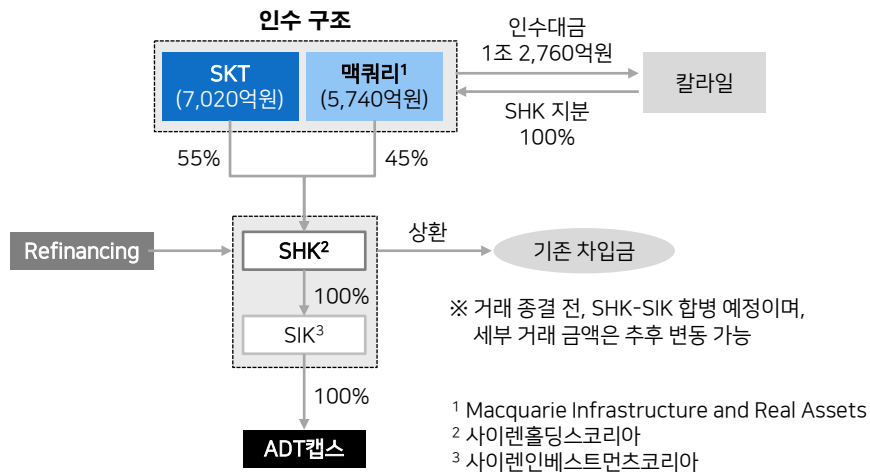 인수 구조
SKT
(7,020억원)
맥쿼리¹
(5,740억원)
인수대금
1조 2,760억원
칼라일
SHK 지분
100%
55%
45%
Refinancing
SHK²
상환
기존 차입금
100%
SIK³
※ 거래 종결 전, SHK-SIK 합병 예정이며,
세부 거래 금액은 추후 변동 가능
100%
ADT캡스
¹ Macquarie Infrastructure and Real Assets
² 사이렌홀딩스코리아
³ 사이렌인베스트먼츠코리아